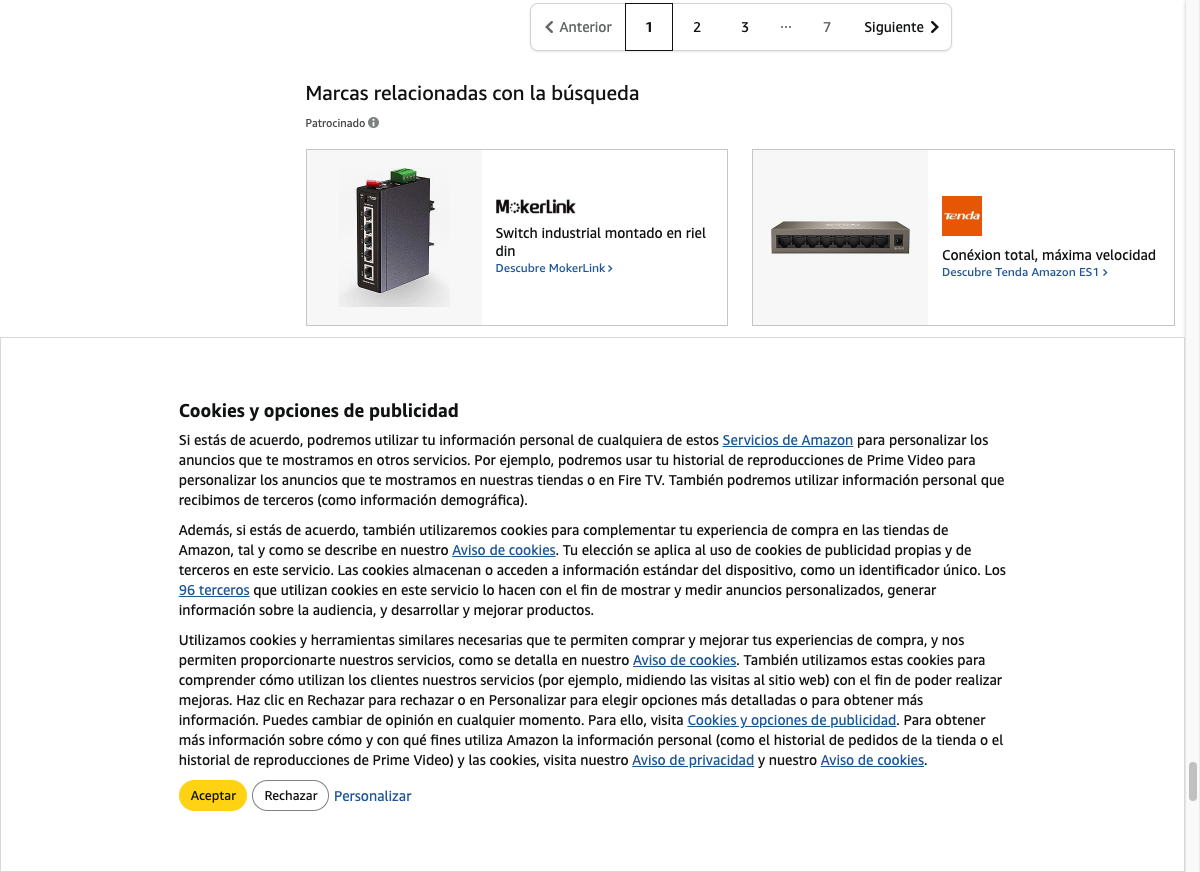 Anterior 1 2 3 ... 7 Siguiente
Marcas relacionadas con la búsqueda
Patrocinado
MokerLink
Switch industrial montado en riel
din
Descubre MokerLink
Tenda
Conéxion total, máxima velocidad
Descubre Tenda Amazon ES1
Cookies y opciones de publicidad
Si estás de acuerdo, podremos utilizar tu información personal de cualquiera de estos Servicios de Amazon para personalizar los
anuncios que te mostramos en otros servicios. Por ejemplo, podremos usar tu historial de reproducciones de Prime Video para
personalizar los anuncios que te mostramos en nuestras tiendas o en Fire TV. También podremos utilizar información personal que
recibimos de terceros (como información demográfica).
Además, si estás de acuerdo, también utilizaremos cookies para complementar tu experiencia de compra en las tiendas de
Amazon, tal y como se describe en nuestro Aviso de cookies. Tu elección se aplica al uso de cookies de publicidad propias y de
terceros en este servicio. Las cookies almacenan o acceden a información estándar del dispositivo, como un identificador único. Los
96 terceros que utilizan cookies en este servicio lo hacen con el fin de mostrar y medir anuncios personalizados, generar
información sobre la audiencia, y desarrollar y mejorar productos.
Utilizamos cookies y herramientas similares necesarias que te permiten comprar y mejorar tus experiencias de compra, y nos
permiten proporcionarte nuestros servicios, como se detalla en nuestro Aviso de cookies. También utilizamos estas cookies para
comprender cómo utilizan los clientes nuestros servicios (por ejemplo, midiendo las visitas al sitio web) con el fin de poder realizar
mejoras. Haz clic en Rechazar para rechazar o en Personalizar para elegir opciones más detalladas o para obtener más
información. Puedes cambiar de opinión en cualquier momento. Para ello, visita Cookies y opciones de publicidad. Para obtener
más información sobre cómo y con qué fines utiliza Amazon la información personal (como el historial de pedidos de la tienda o el
historial de reproducciones de Prime Video) y las cookies, visita nuestro Aviso de privacidad y nuestro Aviso de cookies.
Aceptar Rechazar Personalizar